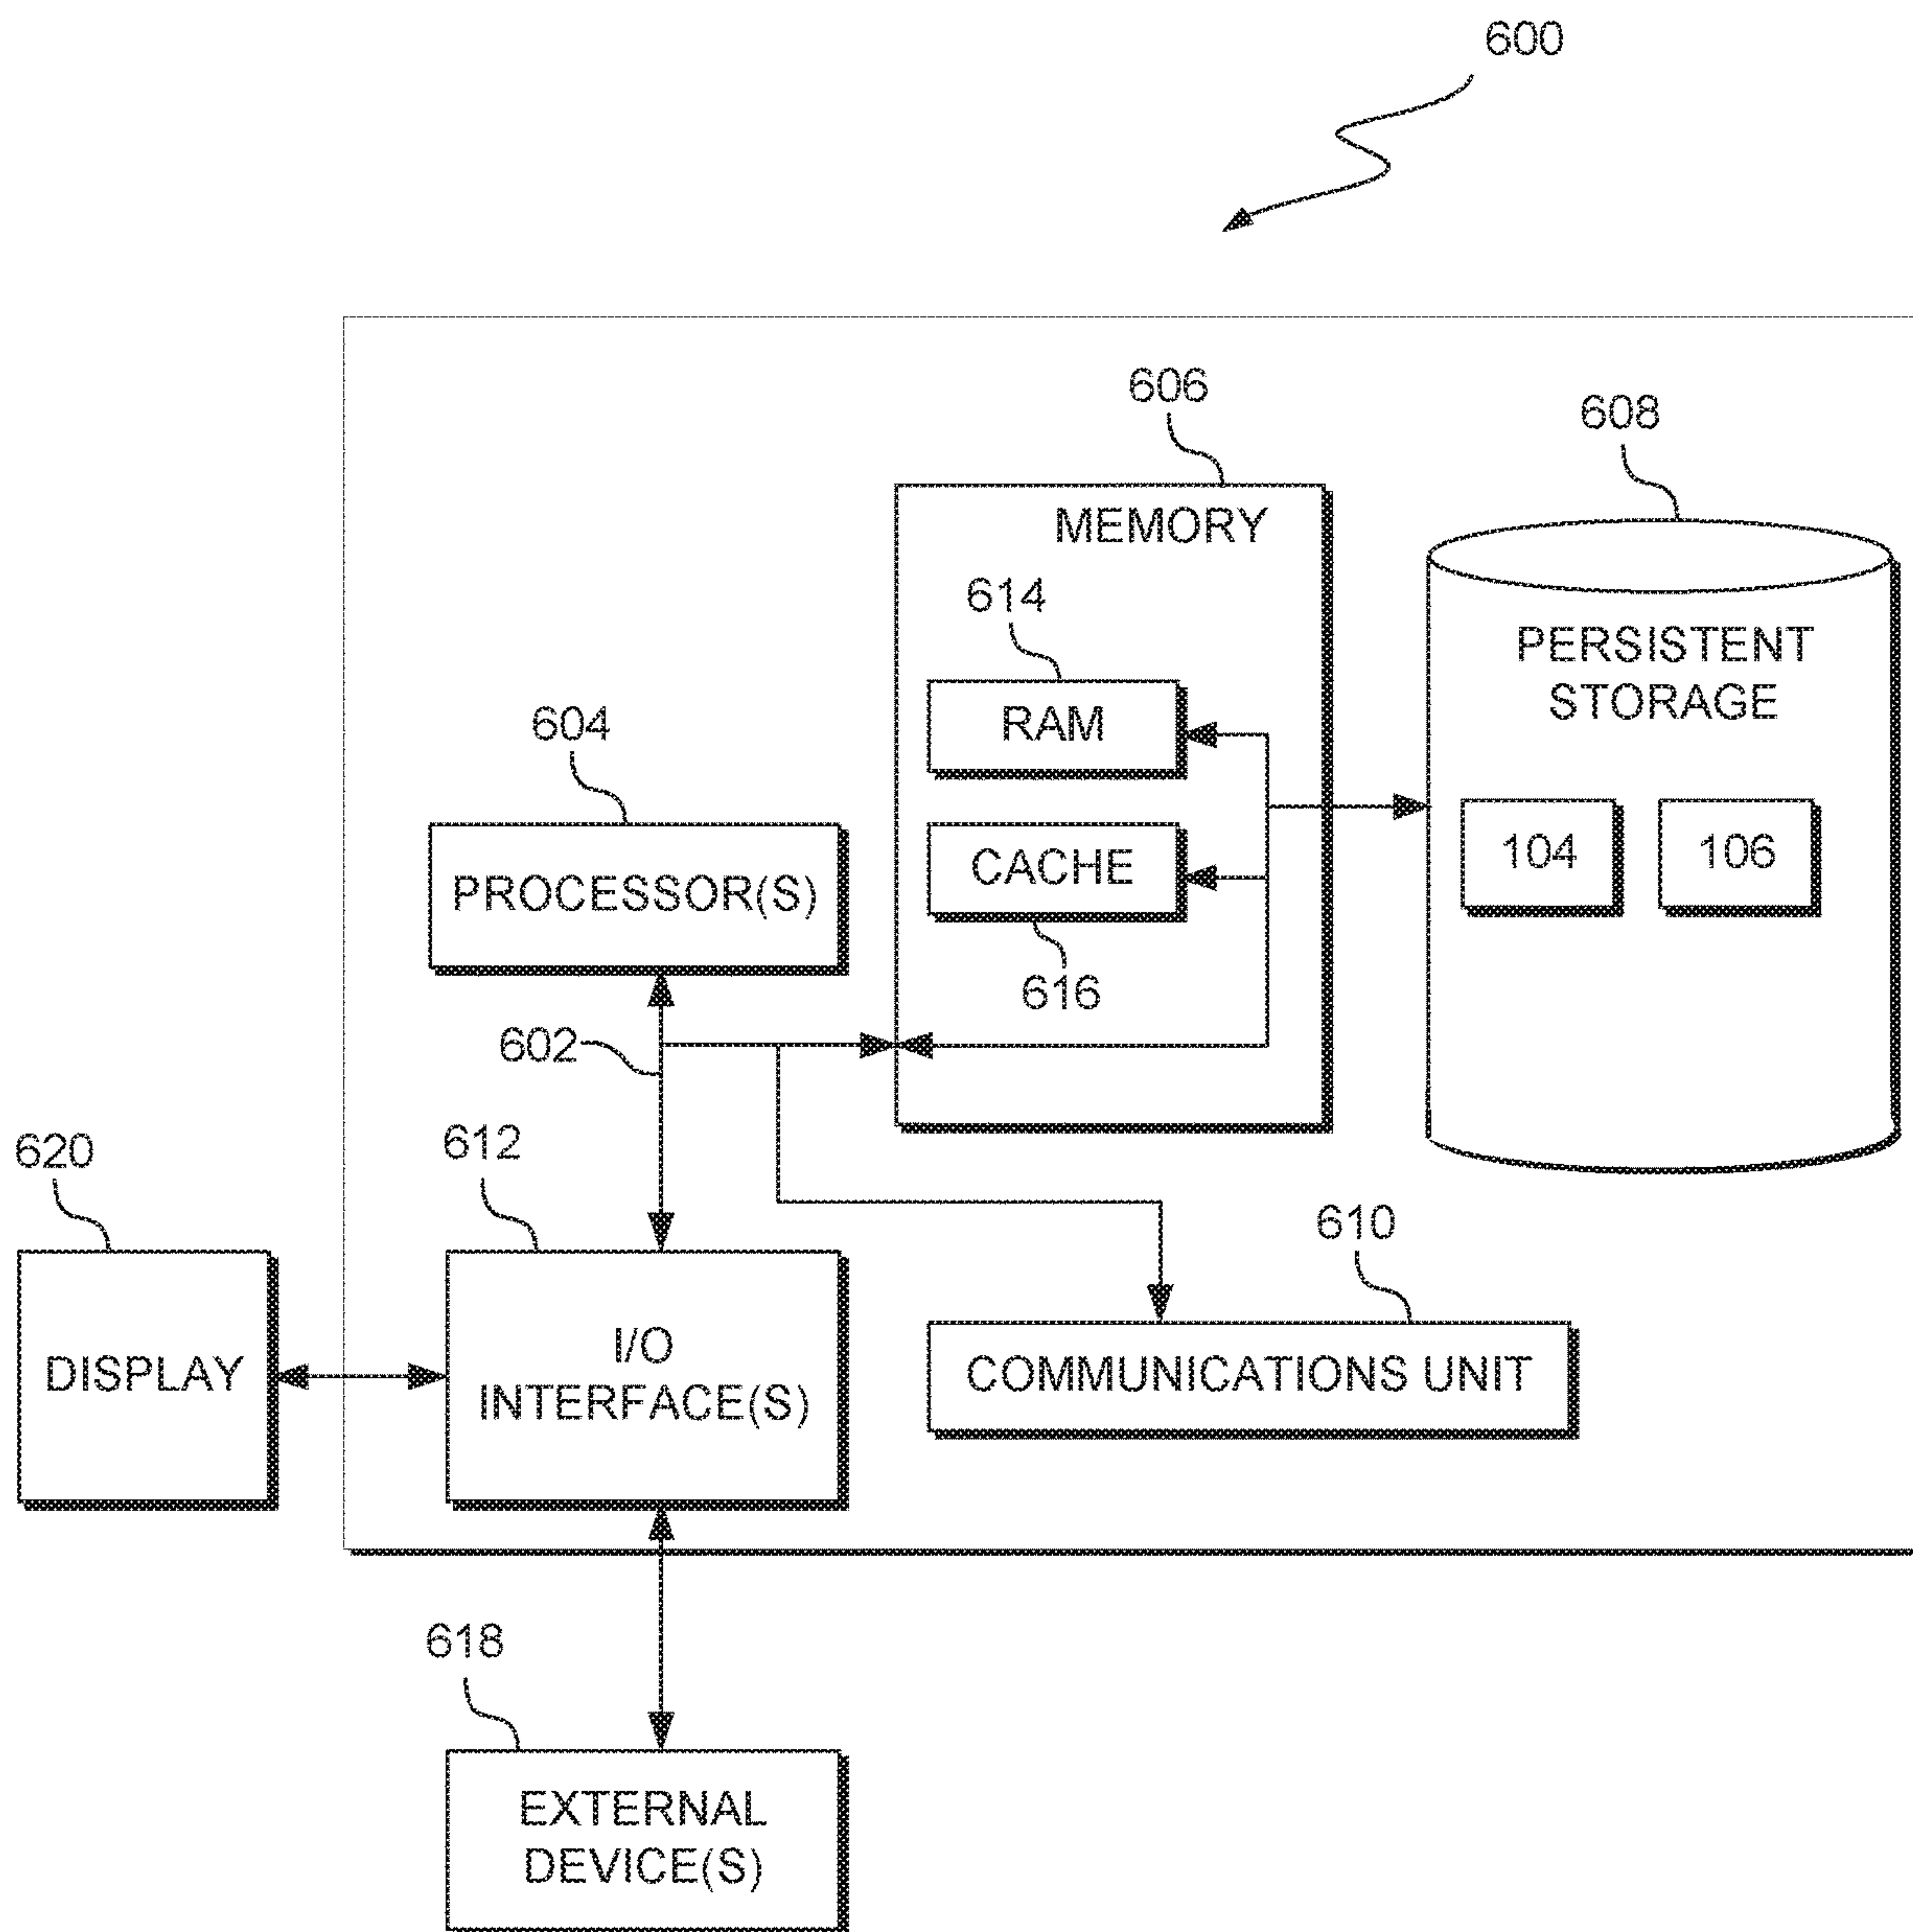 600
606
608
MEMORY
614
PERSISTENT
STORAGE
RAM
604
CACHE
104
106
PROCESSOR(S)
616
602
620
612
610
I/O
INTERFACE(S)
DISPLAY
COMMUNICATIONS UNIT
618
EXTERNAL
DEVICE(S)